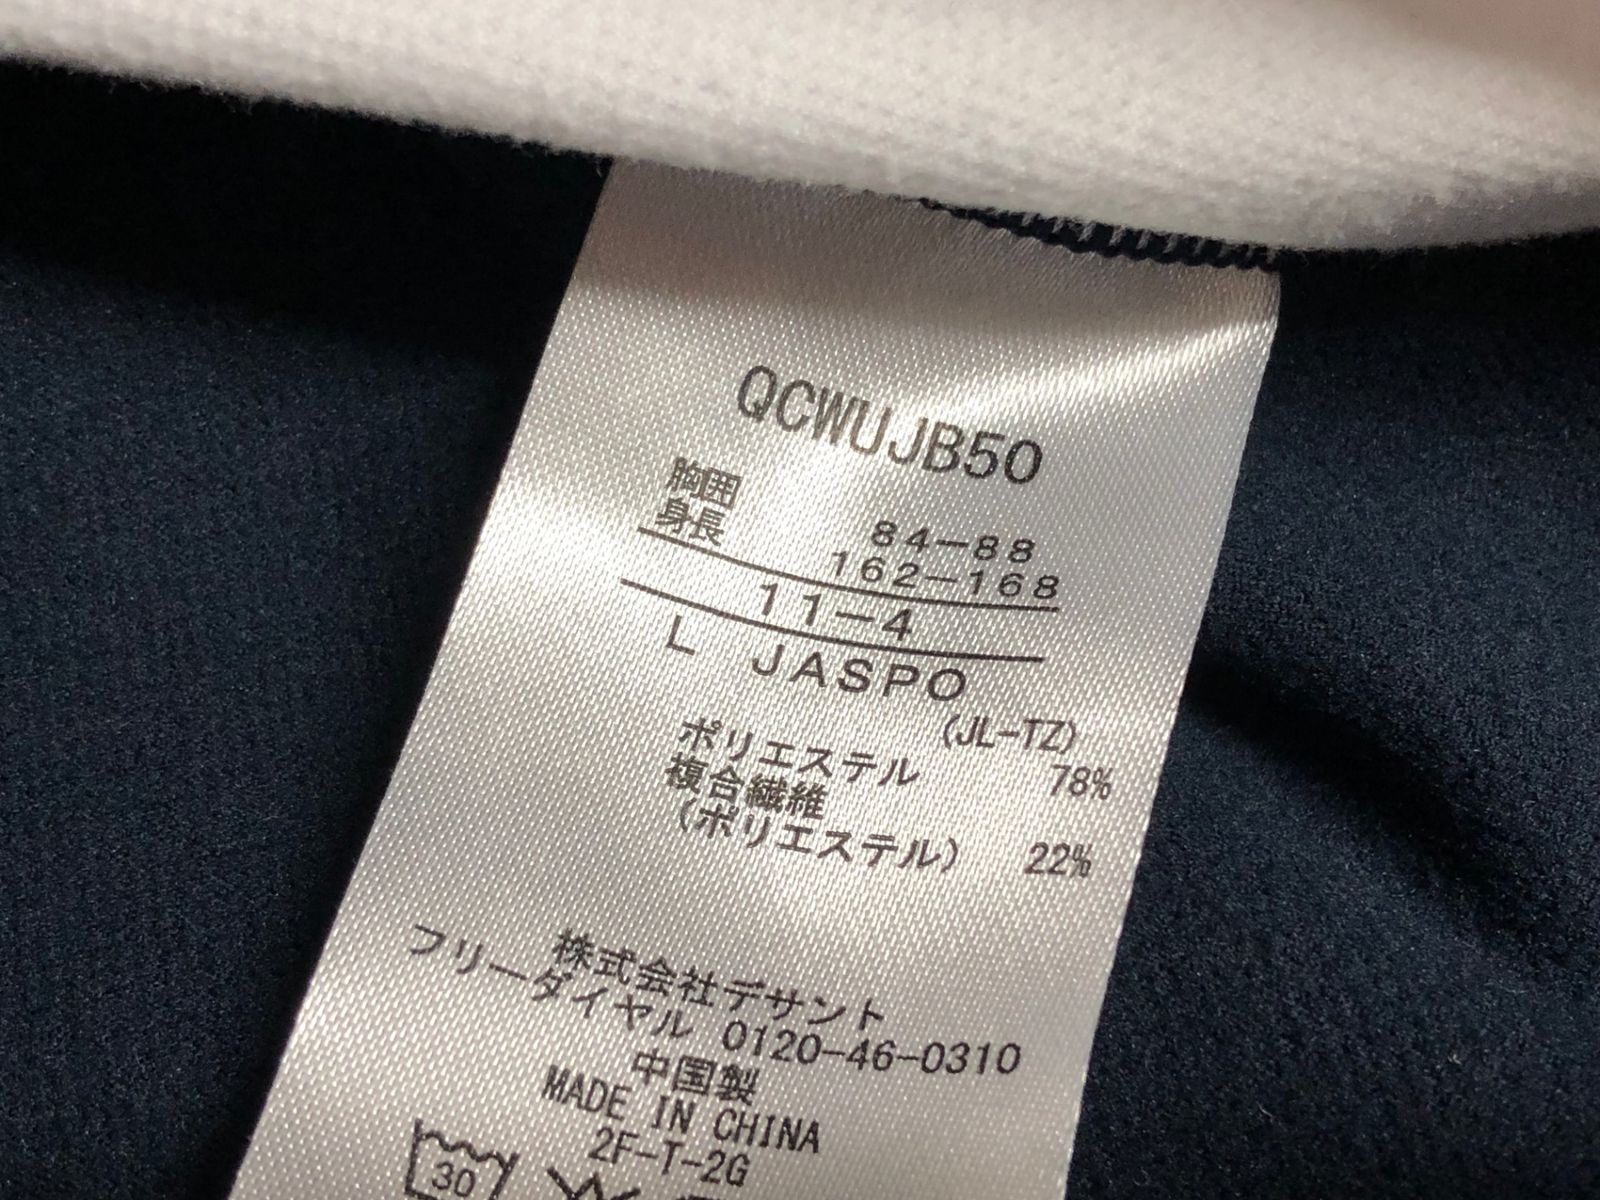 QCWUJB50
胸囲 84-88
身長 162-168
11-4
L JASPO
(JL-TZ)
ポリエステル 78%
複合繊維
(ポリエステル) 22%
株式会社デサント
フリーダイヤル 0120-46-0310
中国製
MADE IN CHINA
2F-T-2G
30